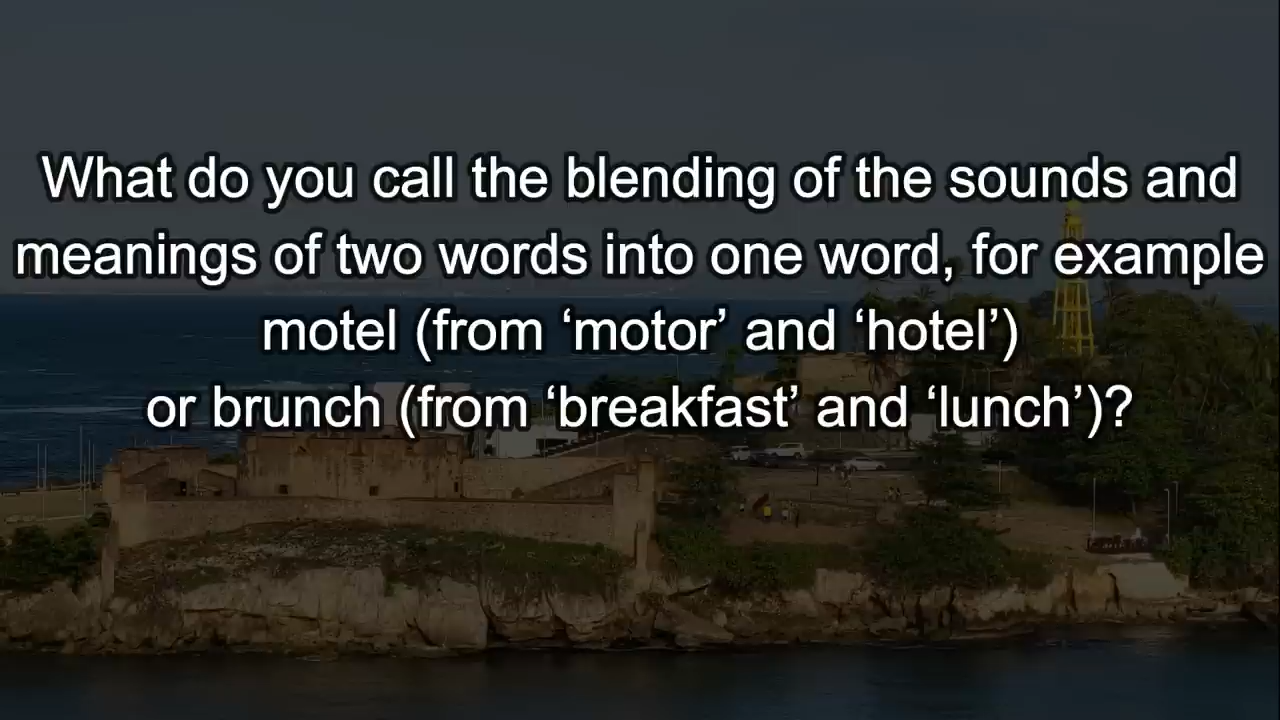 What do you call the blending of the sounds and
meanings of two words into one word, for example
motel (from ‘motor’ and ‘hotel’)
or brunch (from ‘breakfast’ and ‘lunch’)?